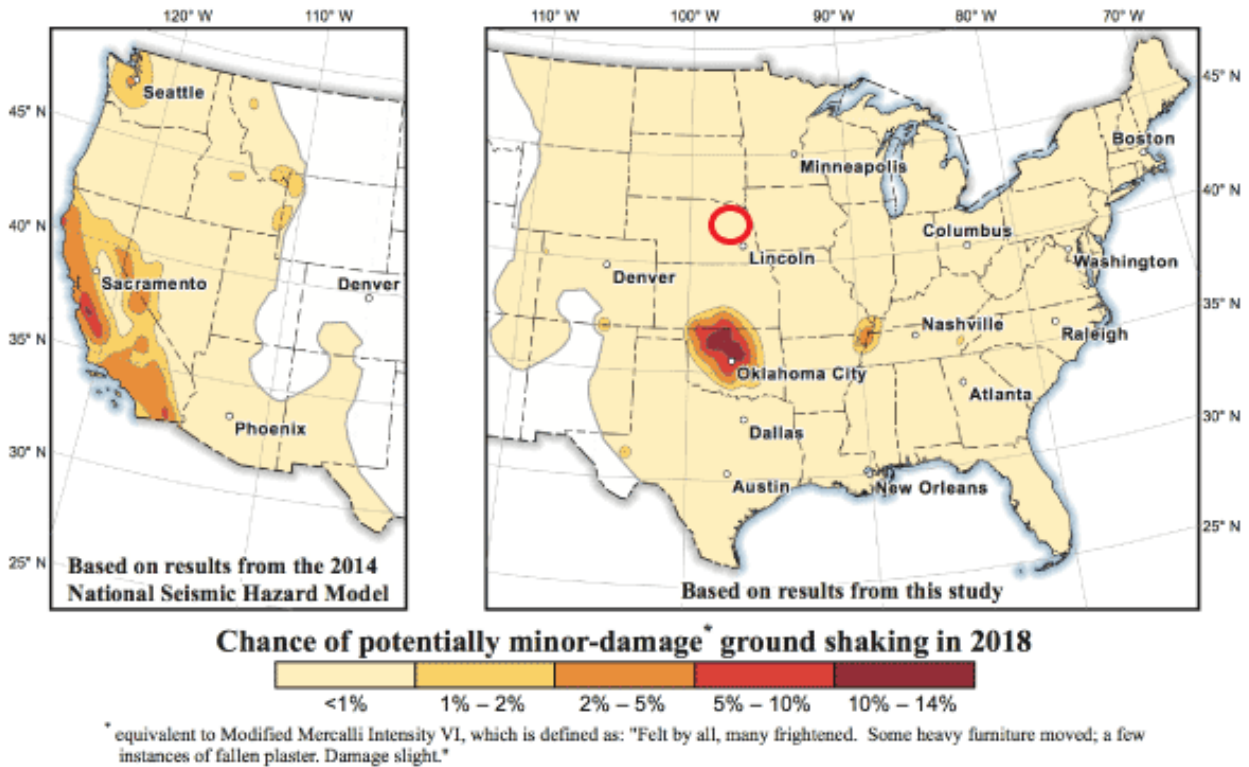 120° W 110° W
110° W 100° W 90° W 80° W 70° W
45° N
40° N
35° N
30° N
25° N
Seattle
Sacramento
Denver
Phoenix
Based on results from the 2014
National Seismic Hazard Model
Boston
Minneapolis
Columbus
Lincoln
Washington
Denver
Nashville
Raleigh
Oklahoma City
Atlanta
Dallas
Austin
New Orleans
Based on results from this study
45° N
40° N
35° N
30° N
25° N
Chance of potentially minor-damage* ground shaking in 2018
<1% 1% – 2% 2% – 5% 5% – 10% 10% – 14%
* equivalent to Modified Mercalli Intensity VI, which is defined as: "Felt by all, many frightened. Some heavy furniture moved; a few
instances of fallen plaster. Damage slight."